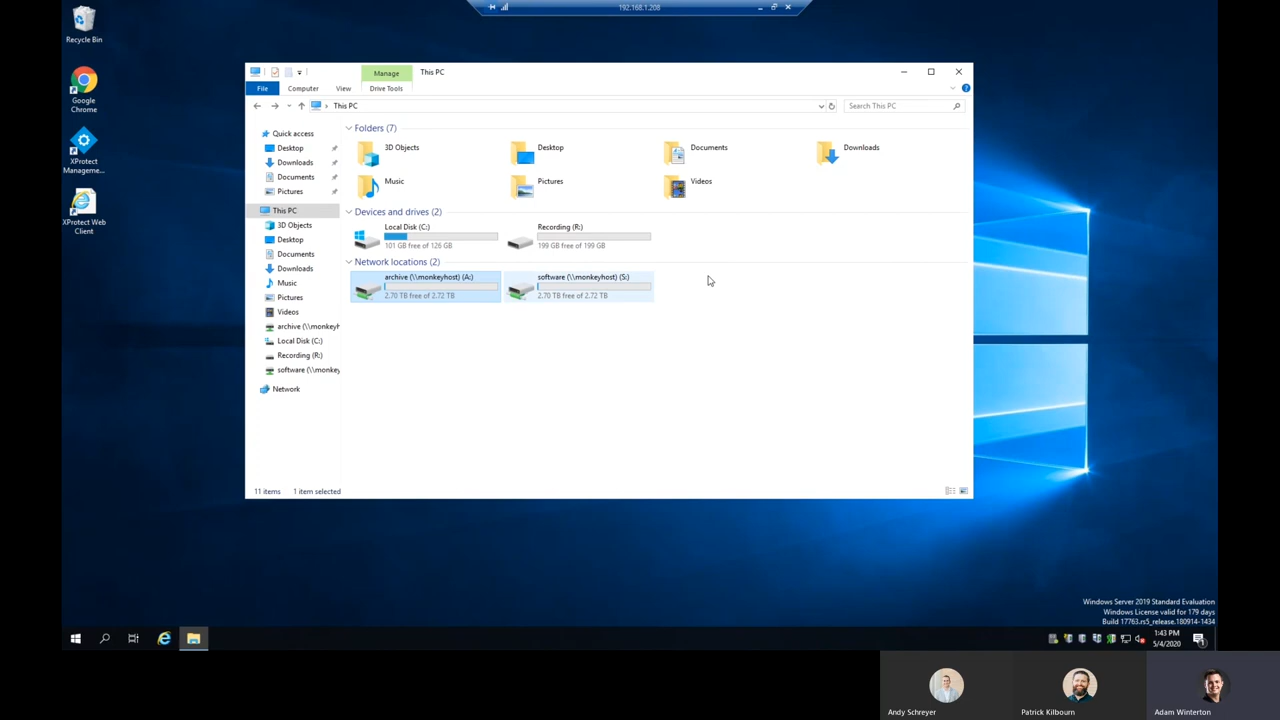 192.168.1.208
Recycle Bin
Google
Chrome
XProtect
Manageme...
XProtect Web
Client
Manage
This PC
File
Computer
View
Drive Tools
This PC
Search This PC
Quick access
Desktop
Downloads
Documents
Pictures
This PC
3D Objects
Desktop
Documents
Downloads
Music
Pictures
Videos
archive (\\monkeyh
Local Disk (C:)
Recording (R:)
software (\\monkey
Network
Folders (7)
3D Objects
Desktop
Documents
Downloads
Music
Pictures
Videos
Devices and drives (2)
Local Disk (C:)
101 GB free of 126 GB
Recording (R:)
199 GB free of 199 GB
Network locations (2)
archive (\\monkeyhost) (A:)
2.70 TB free of 2.72 TB
software (\\monkeyhost) (S:)
2.70 TB free of 2.72 TB
11 items
1 item selected
Windows Server 2019 Standard Evaluation
Windows License valid for 179 days
Build 17763.rs5_release.180914-1434
1:43 PM
5/4/2020
1
Andy Schreyer
Patrick Kilbourn
Adam Winterton